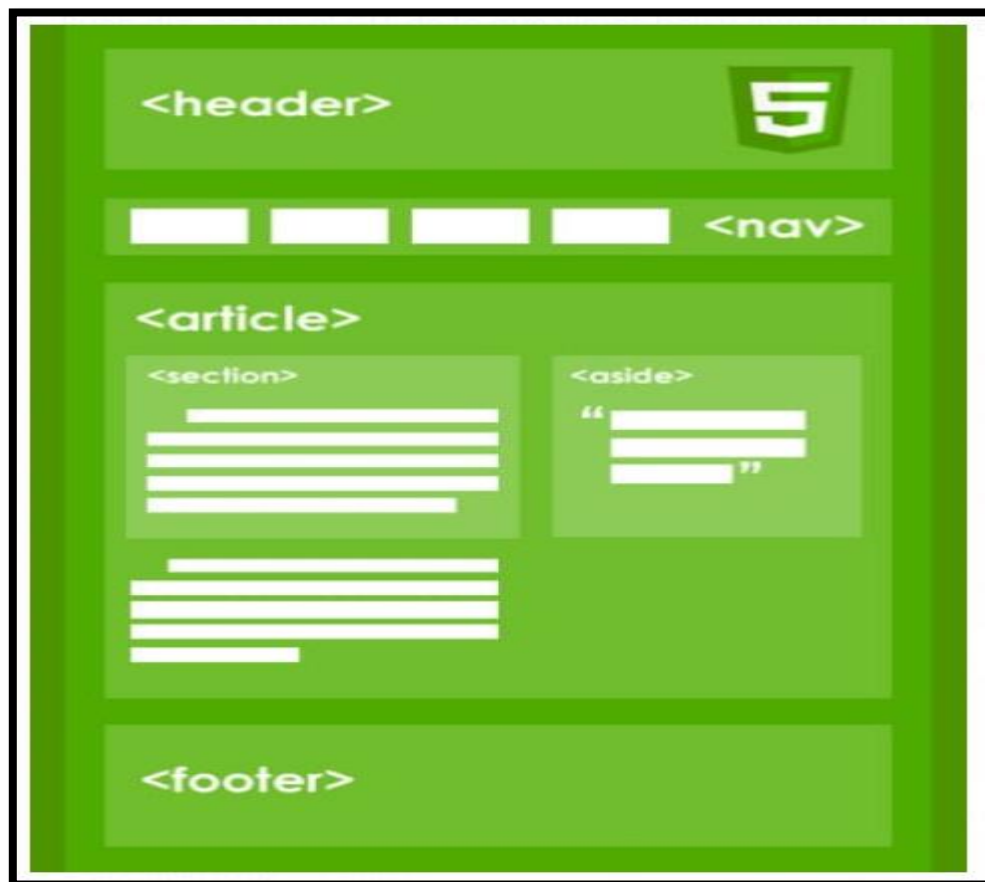 <header>
5
<nav>
<article>
<section>
<aside>
“
”
<footer>